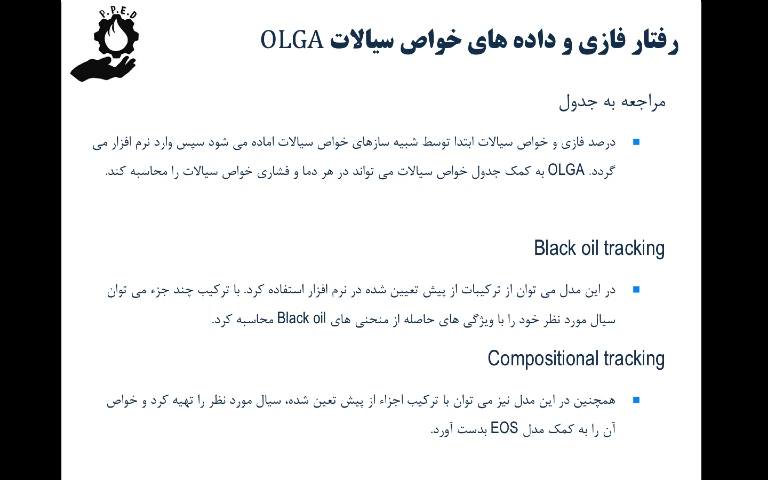 P.P.E.D
رفتار فازی و داده های خواص سیالات OLGA
مراجعه به جدول
درصد فازی و خواص سیالات ابتدا توسط شبیه سازهای خواص سیالات اماده می شود سپس وارد نرم افزار می
گردد. OLGA به کمک جدول خواص سیالات می تواند در هر دما و فشاری خواص سیالات را محاسبه کند.
Black oil tracking
در این مدل می توان از ترکیبات از پیش تعیین شده در نرم افزار استفاده کرد. با ترکیب چند جزء می توان
سیال مورد نظر خود را با ویژگی های حاصله از منحنی های Black oil محاسبه کرد.
Compositional tracking
همچنین در این مدل نیز می توان با ترکیب اجزاء از پیش تعین شده، سیال مورد نظر را تهیه کرد و خواص
آن را به کمک مدل EOS بدست آورد.